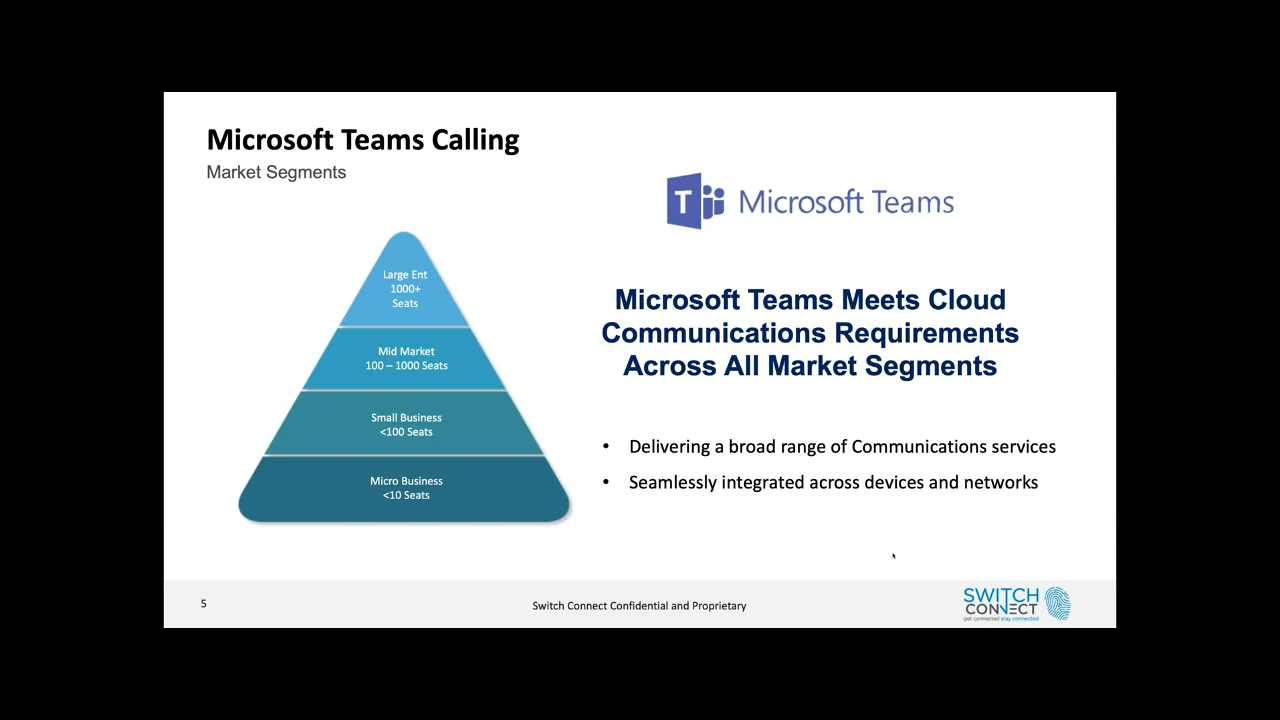 Microsoft Teams Calling
Market Segments
T
Microsoft Teams
Large Ent
1000+
Seats
Mid Market
100 – 1000 Seats
Small Business
<100 Seats
Micro Business
<10 Seats
Microsoft Teams Meets Cloud
Communications Requirements
Across All Market Segments
• Delivering a broad range of Communications services
• Seamlessly integrated across devices and networks
5
Switch Connect Confidential and Proprietary
SWITCH
CONNECT
get connected stay connected